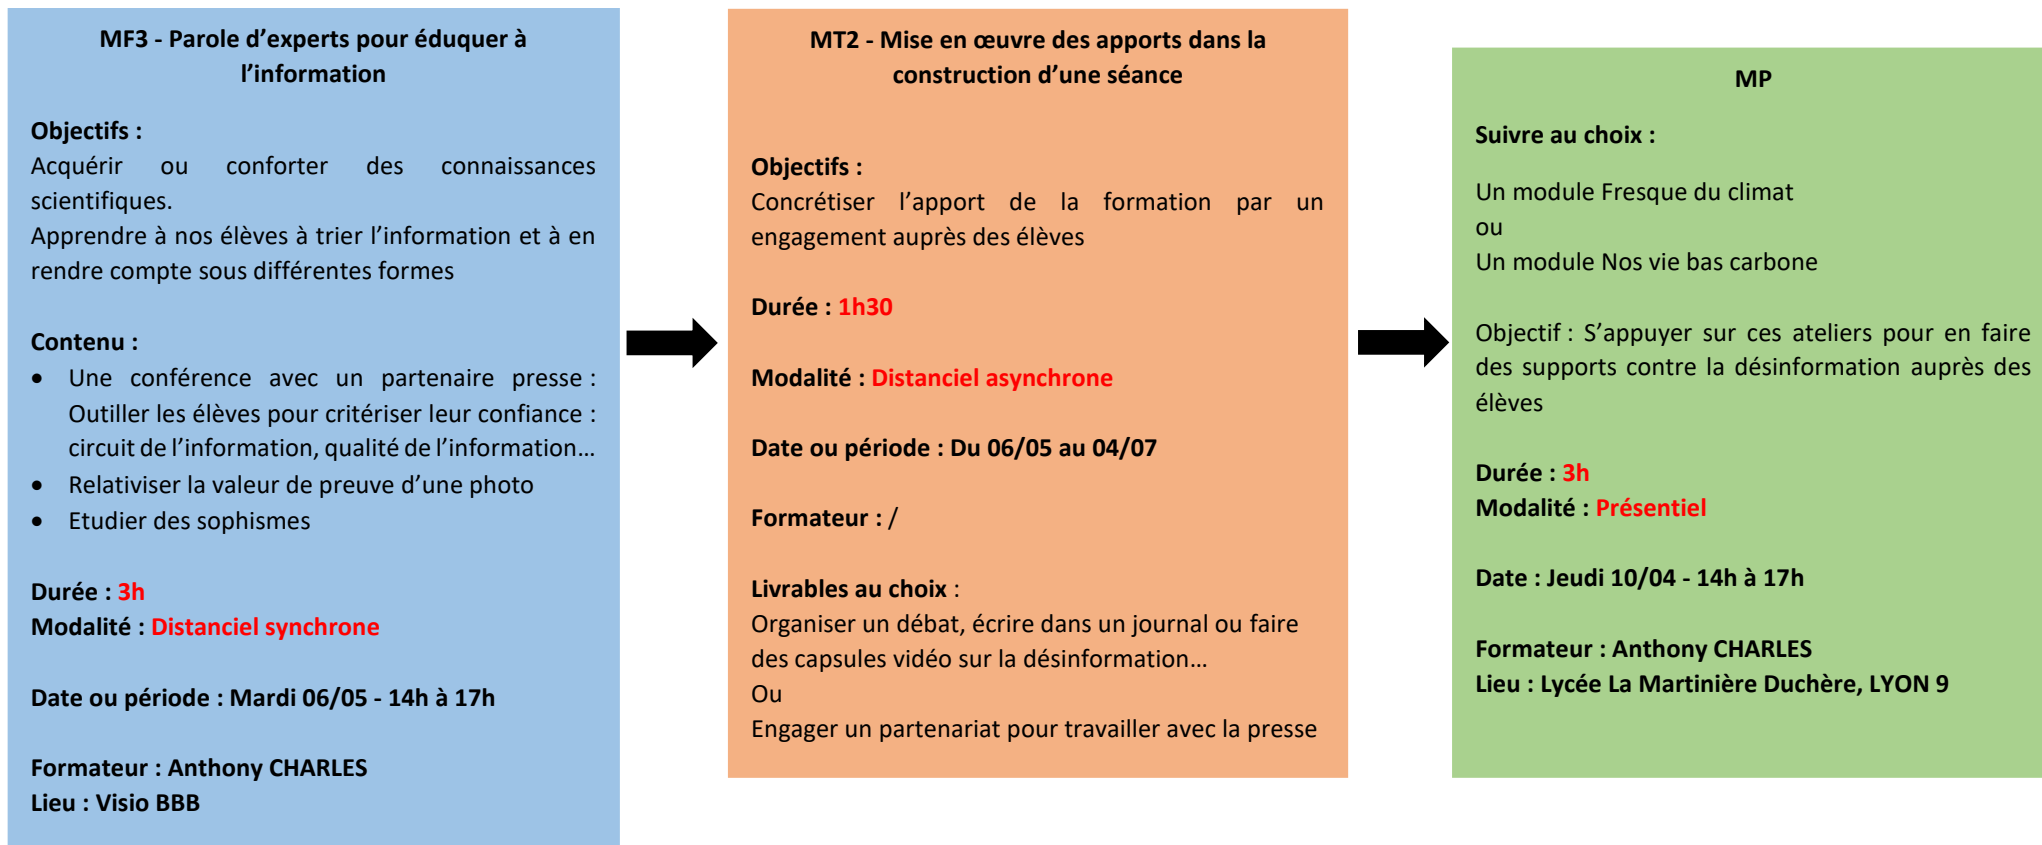 MF3 - Parole d’experts pour éduquer à
l’information
Objectifs :
Acquérir ou conforter des connaissances
scientifiques.
Apprendre à nos élèves à trier l’information et à en
rendre compte sous différentes formes
Contenu :
• Une conférence avec un partenaire presse :
Outiller les élèves pour critériser leur confiance :
circuit de l’information, qualité de l’information…
• Relativiser la valeur de preuve d’une photo
• Etudier des sophismes
Durée : 3h
Modalité : Distanciel synchrone
Date ou période : Mardi 06/05 - 14h à 17h
Formateur : Anthony CHARLES
Lieu : Visio BBB
MT2 - Mise en œuvre des apports dans la
construction d’une séance
Objectifs :
Concrétiser l’apport de la formation par un
engagement auprès des élèves
Durée : 1h30
Modalité : Distanciel asynchrone
Date ou période : Du 06/05 au 04/07
Formateur : /
Livrables au choix :
Organiser un débat, écrire dans un journal ou faire
des capsules vidéo sur la désinformation…
Ou
Engager un partenariat pour travailler avec la presse
MP
Suivre au choix :
Un module Fresque du climat
ou
Un module Nos vie bas carbone
Objectif : S’appuyer sur ces ateliers pour en faire
des supports contre la désinformation auprès des
élèves
Durée : 3h
Modalité : Présentiel
Date : Jeudi 10/04 - 14h à 17h
Formateur : Anthony CHARLES
Lieu : Lycée La Martinière Duchère, LYON 9